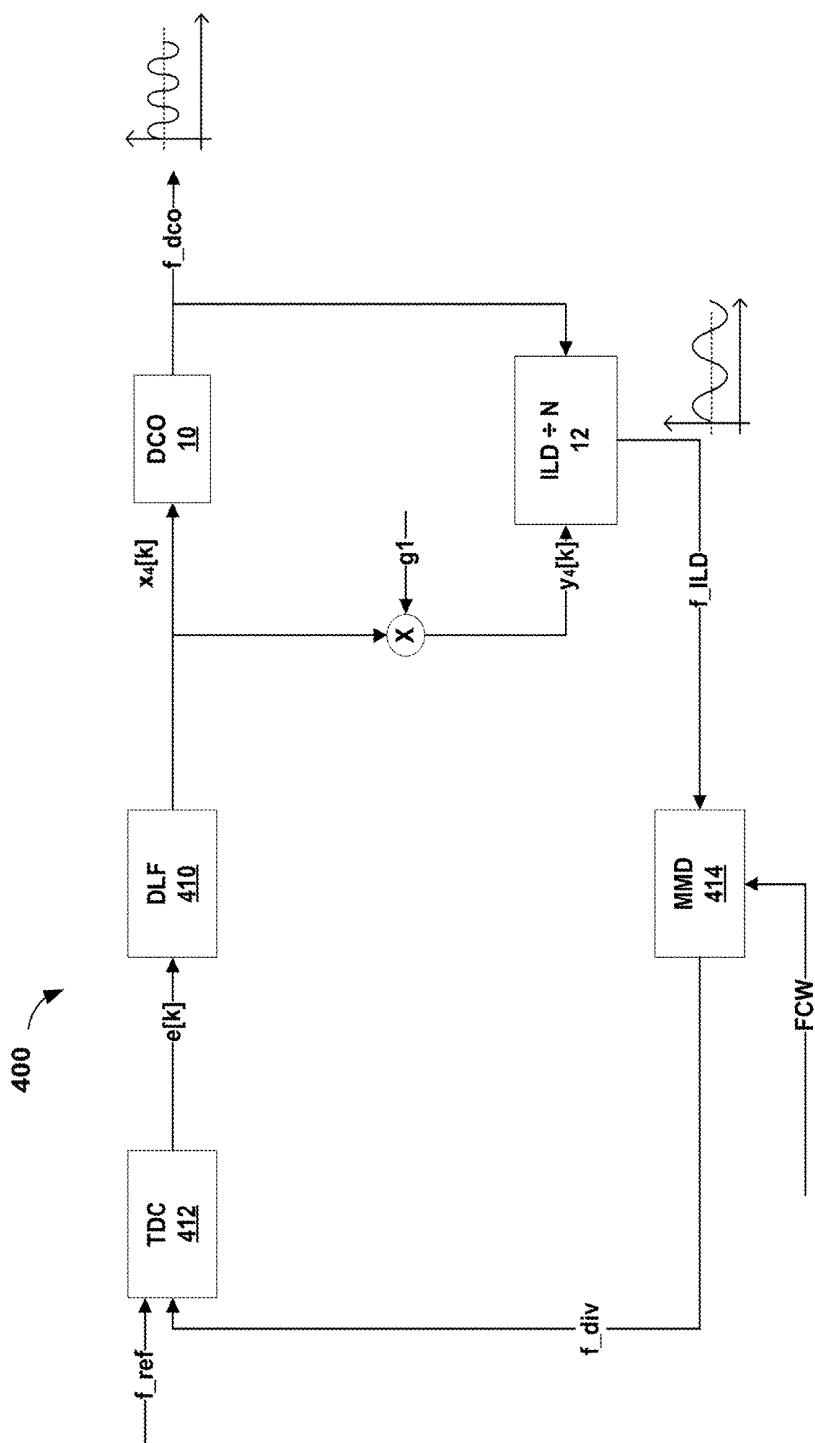 400
f_ref
TDC
412
e[k]
DLF
410
x₄[k]
DCO
10
f_dco
X
g1
y₄[k]
ILD ÷ N
12
f_ILD
MMD
414
FCW
f_div